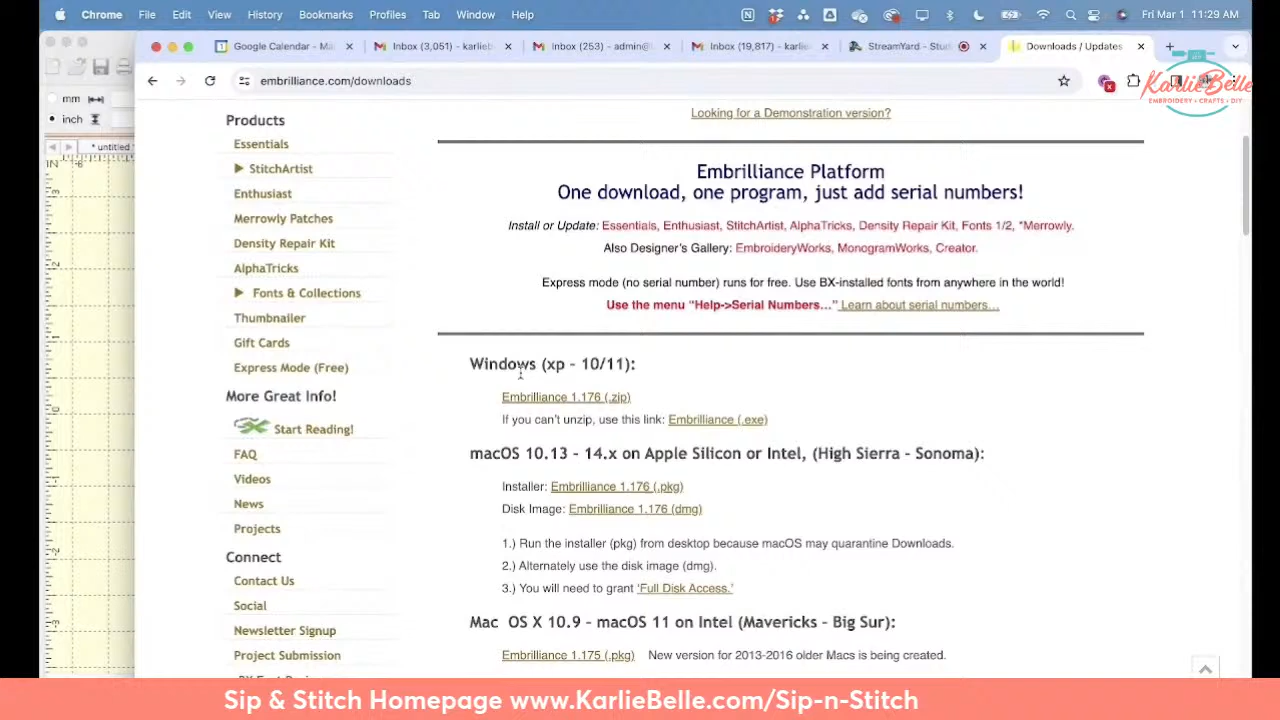 Chrome File Edit View History Bookmarks Profiles Tab Window Help Fri Mar 1 11:29 AM
Google Calendar - Ma Inbox (3,051) - karlieb Inbox (253) - admin@ Inbox (19,817) - karlie StreamYard - Stud Downloads / Updates
embrilliance.com/downloads
KarlieBelle
EMBROIDERY • CRAFTS • DIY
mm
inch
* untitled
IN
-6
Products
Essentials
StitchArtist
Enthusiast
Merrowly Patches
Density Repair Kit
AlphaTricks
Fonts & Collections
Thumbnailer
Gift Cards
Express Mode (Free)
More Great Info!
Start Reading!
FAQ
Videos
News
Projects
Connect
Contact Us
Social
Newsletter Signup
Project Submission
Looking for a Demonstration version?
Embrilliance Platform
One download, one program, just add serial numbers!
Install or Update: Essentials, Enthusiast, StitchArtist, AlphaTricks, Density Repair Kit, Fonts 1/2, *Merrowly.
Also Designer's Gallery: EmbroideryWorks, MonogramWorks, Creator.
Express mode (no serial number) runs for free. Use BX-installed fonts from anywhere in the world!
Use the menu "Help->Serial Numbers..." Learn about serial numbers...
Windows (xp - 10/11):
Embrilliance 1.176 (.zip)
If you can't unzip, use this link: Embrilliance (.exe)
macOS 10.13 - 14.x on Apple Silicon or Intel, (High Sierra - Sonoma):
Installer: Embrilliance 1.176 (.pkg)
Disk Image: Embrilliance 1.176 (dmg)
1.) Run the installer (pkg) from desktop because macOS may quarantine Downloads.
2.) Alternately use the disk image (dmg).
3.) You will need to grant 'Full Disk Access.'
Mac OS X 10.9 - macOS 11 on Intel (Mavericks - Big Sur):
Embrilliance 1.175 (.pkg) New version for 2013-2016 older Macs is being created.
Sip & Stitch Homepage www.KarlieBelle.com/Sip-n-Stitch